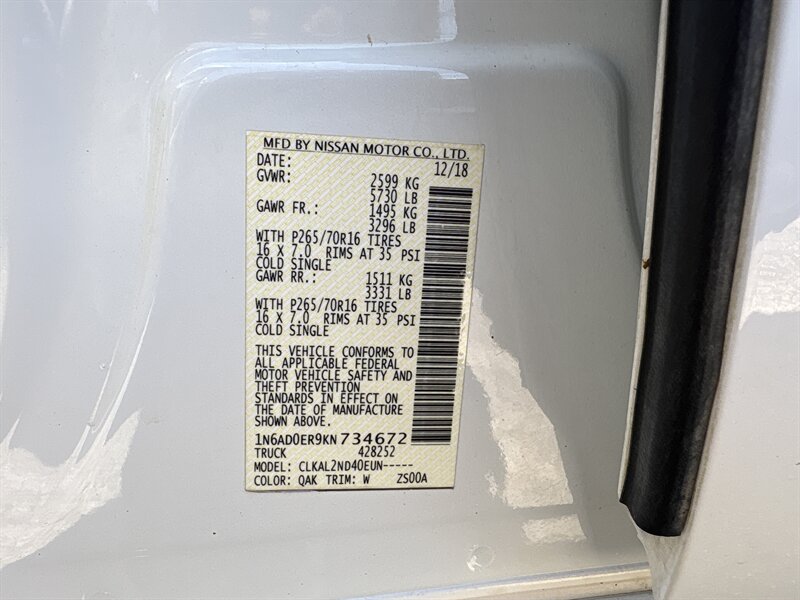 MFD BY NISSAN MOTOR CO., LTD.
DATE: 12/18
GVWR: 2599 KG
5730 LB
GAWR FR.: 1495 KG
3296 LB
WITH P265/70R16 TIRES
16 X 7.0 RIMS AT 35 PSI
COLD SINGLE
GAWR RR.: 1511 KG
3331 LB
WITH P265/70R16 TIRES
16 X 7.0 RIMS AT 35 PSI
COLD SINGLE
THIS VEHICLE CONFORMS TO
ALL APPLICABLE FEDERAL
MOTOR VEHICLE SAFETY AND
THEFT PREVENTION
STANDARDS IN EFFECT ON
THE DATE OF MANUFACTURE
SHOWN ABOVE.
1N6AD0ER9KN734672
TRUCK 428252
MODEL: CLKAL2ND40EUN-----
COLOR: QAK TRIM: W ZS00A